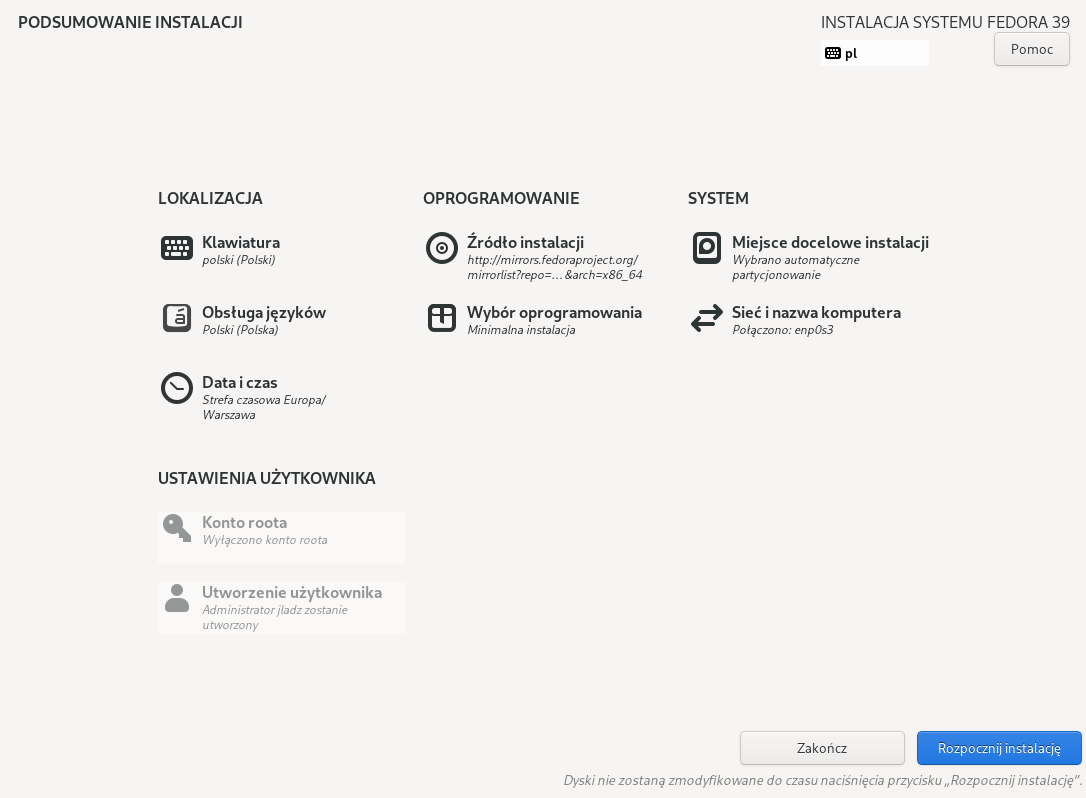 PODSUMOWANIE INSTALACJI
INSTALACJA SYSTEMU FEDORA 39
pl
Pomoc
LOKALIZACJA
Klawiatura
polski (Polski)
Obsługa języków
Polski (Polska)
Data i czas
Strefa czasowa Europa/
Warszawa
OPROGRAMOWANIE
Źródło instalacji
http://mirrors.fedoraproject.org/
mirrorlist?repo=…&arch=x86_64
Wybór oprogramowania
Minimalna instalacja
SYSTEM
Miejsce docelowe instalacji
Wybrano automatyczne
partycjonowanie
Sieć i nazwa komputera
Połączono: enp0s3
USTAWIENIA UŻYTKOWNIKA
Konto roota
Wyłączono konto roota
Utworzenie użytkownika
Administrator jladz zostanie
utworzony
Zakończ
Rozpocznij instalację
Dyski nie zostaną zmodyfikowane do czasu naciśnięcia przycisku „Rozpocznij instalację”.